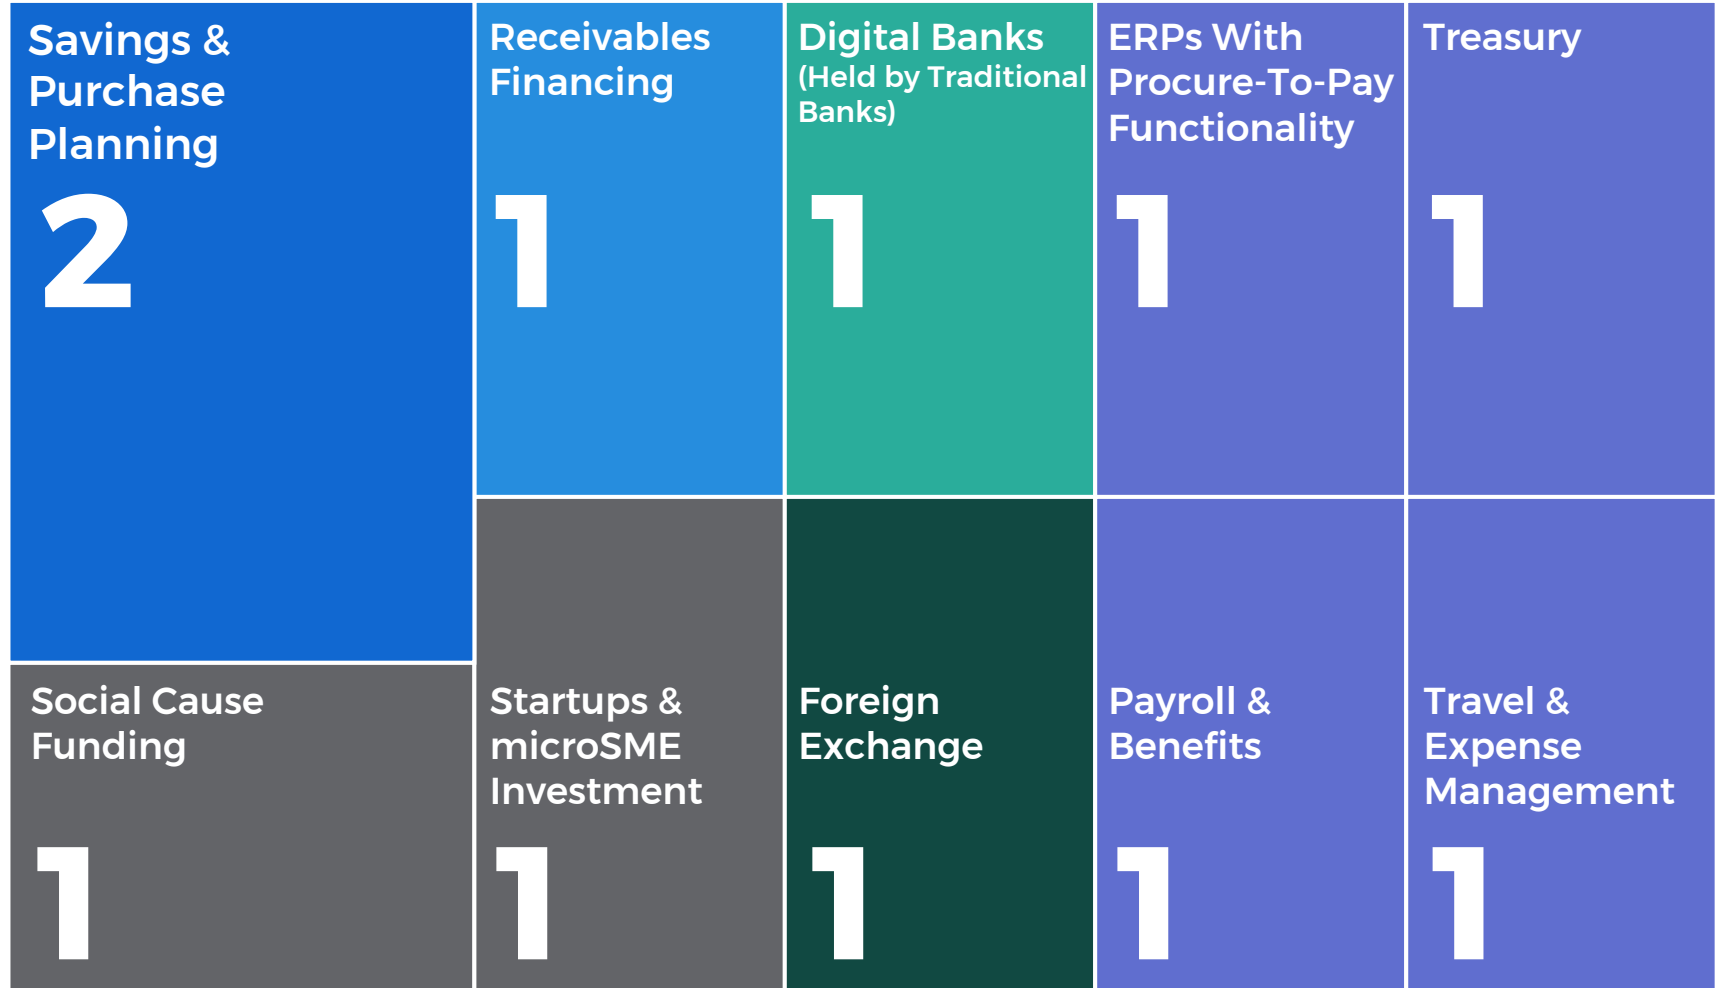 Savings &
Purchase
Planning
2
Receivables
Financing
1
Digital Banks
(Held by Traditional
Banks)
1
ERPs With
Procure-To-Pay
Functionality
1
Treasury
1
Social Cause
Funding
1
Startups &
microSME
Investment
1
Foreign
Exchange
1
Payroll &
Benefits
1
Travel &
Expense
Management
1